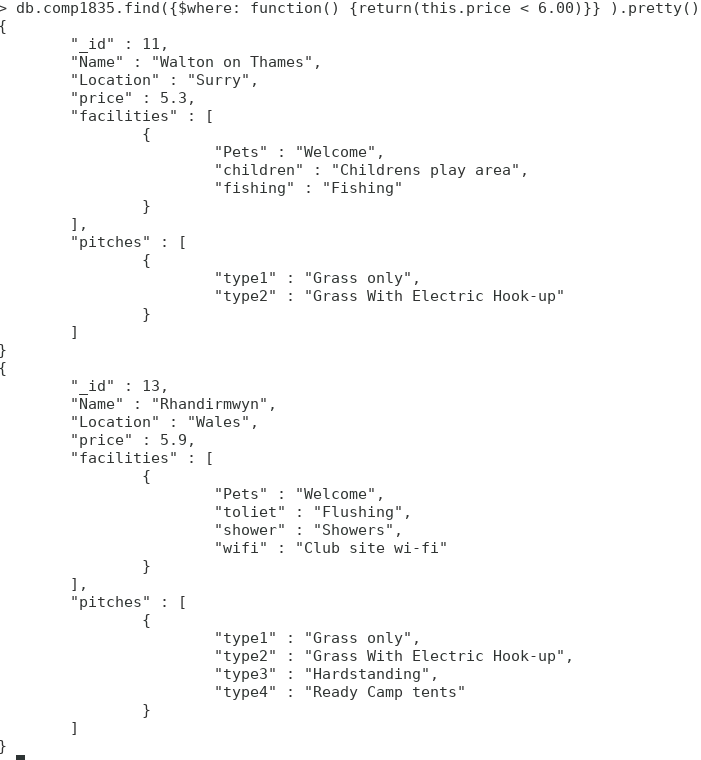 > db.comp1835.find({$where: function() {return(this.price < 6.00)}} ).pretty()
{
        "_id" : 11,
        "Name" : "Walton on Thames",
        "Location" : "Surry",
        "price" : 5.3,
        "facilities" : [
                {
                        "Pets" : "Welcome",
                        "children" : "Childrens play area",
                        "fishing" : "Fishing"
                }
        ],
        "pitches" : [
                {
                        "type1" : "Grass only",
                        "type2" : "Grass With Electric Hook-up"
                }
        ]
}
{
        "_id" : 13,
        "Name" : "Rhandirmwyn",
        "Location" : "Wales",
        "price" : 5.9,
        "facilities" : [
                {
                        "Pets" : "Welcome",
                        "toliet" : "Flushing",
                        "shower" : "Showers",
                        "wifi" : "Club site wi-fi"
                }
        ],
        "pitches" : [
                {
                        "type1" : "Grass only",
                        "type2" : "Grass With Electric Hook-up",
                        "type3" : "Hardstanding",
                        "type4" : "Ready Camp tents"
                }
        ]
}